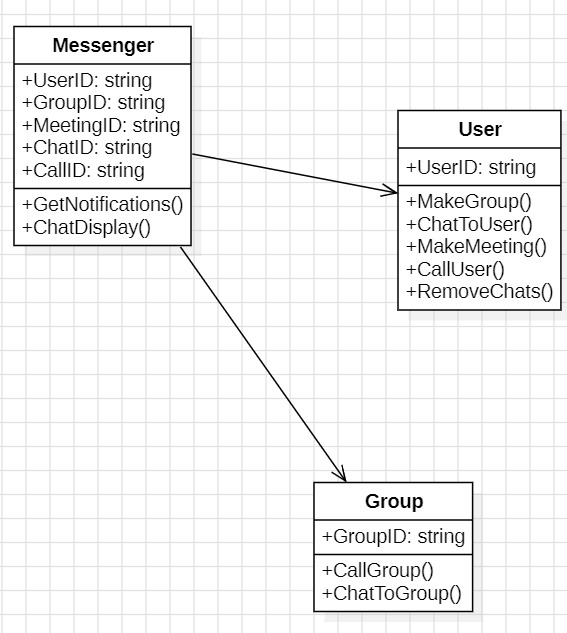 Messenger
+UserID: string
+GroupID: string
+MeetingID: string
+ChatID: string
+CallID: string
+GetNotifications()
+ChatDisplay()
User
+UserID: string
+MakeGroup()
+ChatToUser()
+MakeMeeting()
+CallUser()
+RemoveChats()
Group
+GroupID: string
+CallGroup()
+ChatToGroup()